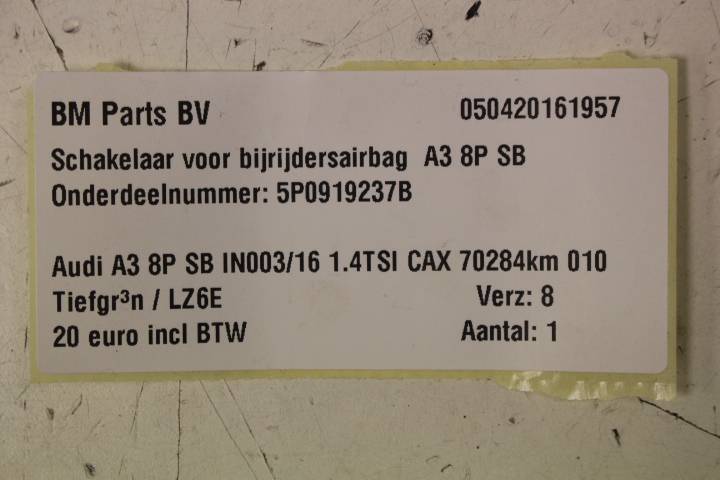 BM Parts BV 050420161957
Schakelaar voor bijrijdersairbag A3 8P SB
Onderdeelnummer: 5P0919237B
Audi A3 8P SB IN003/16 1.4TSI CAX 70284km 010
Tiefgr³n / LZ6E Verz: 8
20 euro incl BTW Aantal: 1